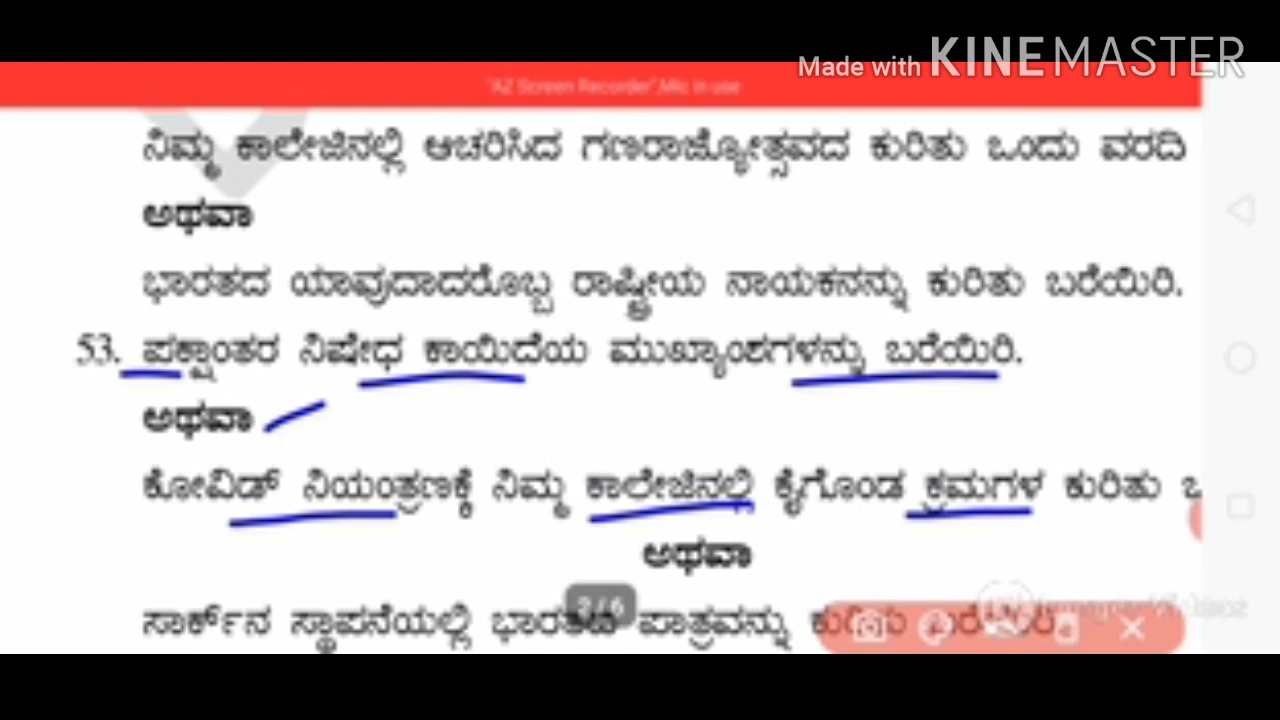 Made with KINEMASTER
"AZ Screen Recorder",Mic in use
ನಿಮ್ಮ ಕಾಲೇಜಿನಲ್ಲಿ ಆಚರಿಸಿದ ಗಣರಾಜ್ಯೋತ್ಸವದ ಕುರಿತು ಒಂದು ವರದಿ
ಅಥವಾ
ಭಾರತದ ಯಾವುದಾದರೊಬ್ಬ ರಾಷ್ಟ್ರೀಯ ನಾಯಕನನ್ನು ಕುರಿತು ಬರೆಯಿರಿ.
53. ಪಕ್ಷಾಂತರ ನಿಷೇಧ ಕಾಯಿದೆಯ ಮುಖ್ಯಾಂಶಗಳನ್ನು ಬರೆಯಿರಿ.
ಅಥವಾ
ಕೋವಿಡ್ ನಿಯಂತ್ರಣಕ್ಕೆ ನಿಮ್ಮ ಕಾಲೇಜಿನಲ್ಲಿ ಕೈಗೊಂಡ ಕ್ರಮಗಳ ಕುರಿತು
ಅಥವಾ
ಸಾರ್ಕ್‌ನ ಸ್ಥಾಪನೆಯಲ್ಲಿ ಭಾರತದ ಪಾತ್ರವನ್ನು ಕುರಿತು ಬರೆಯಿರಿ.